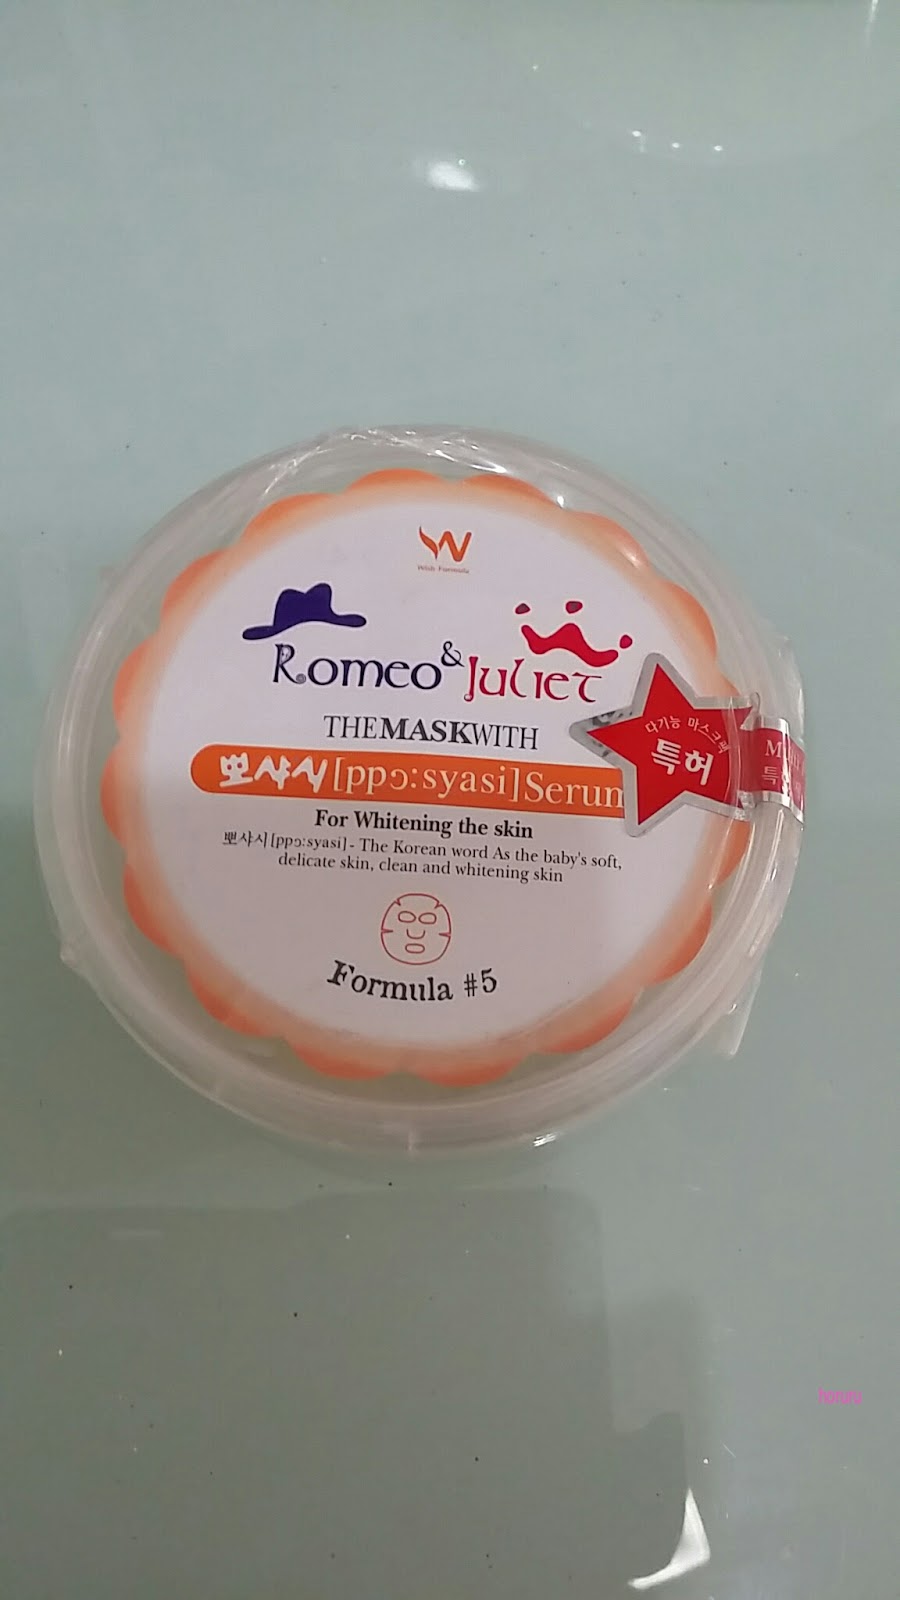 W
Wish Formula
Romeo & Juliet
THEMASKWITH
뽀샤시[ppɔ:syasi]Serum
For Whitening the skin
뽀샤시[ppɔ:syasi]- The Korean word As the baby's soft,
delicate skin, clean and whitening skin
Formula #5
다기능 마스크팩
특허